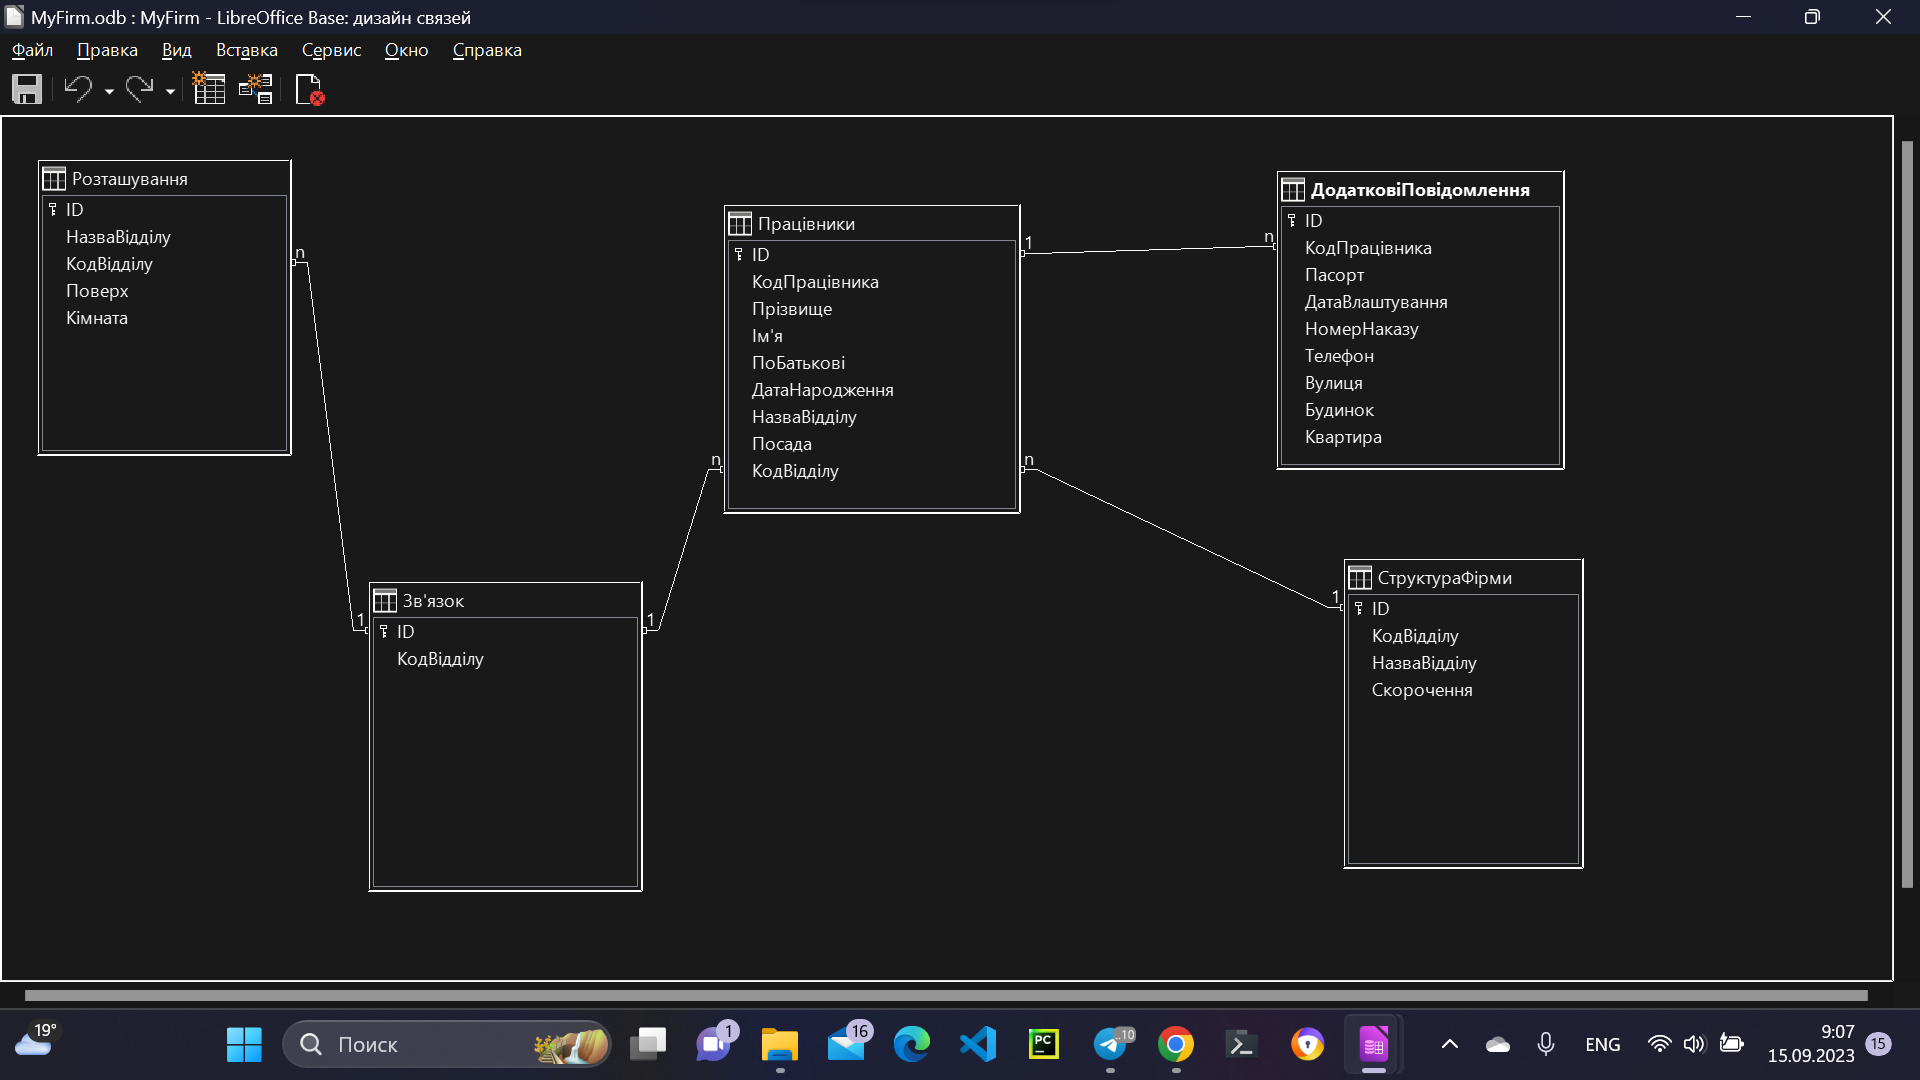 MyFirm.odb : MyFirm - LibreOffice Base: дизайн связей
Файл Правка Вид Вставка Сервис Окно Справка
Розташування
ID
НазваВідділу
КодВідділу
Поверх
Кімната
n
1
Зв'язок
ID
КодВідділу
1
n
Працівники
ID
КодПрацівника
Прізвище
Ім'я
ПоБатькові
ДатаНародження
НазваВідділу
Посада
КодВідділу
1
n
ДодатковіПовідомлення
ID
КодПрацівника
Пасорт
ДатаВлаштування
НомерНаказу
Телефон
Вулиця
Будинок
Квартира
n
1
СтруктураФірми
ID
КодВідділу
НазваВідділу
Скорочення
19°
Поиск
1
16
PC
..10
ENG
9:07
15.09.2023
15